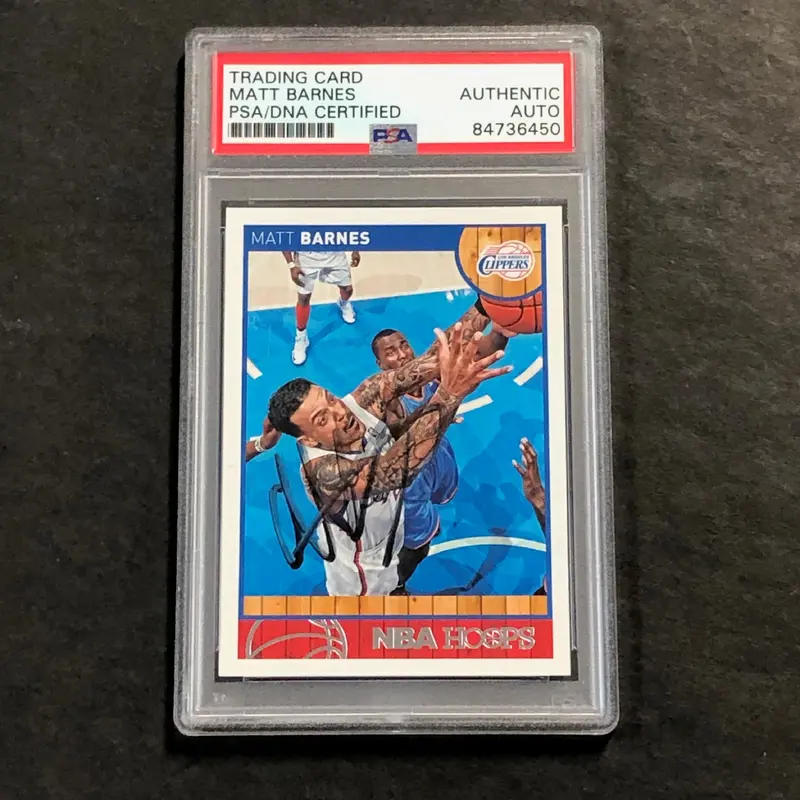 TRADING CARD
MATT BARNES
PSA/DNA CERTIFIED
AUTHENTIC
AUTO
84736450
PSA
MATT BARNES
LOS ANGELES
CLIPPERS
NBA HOOPS